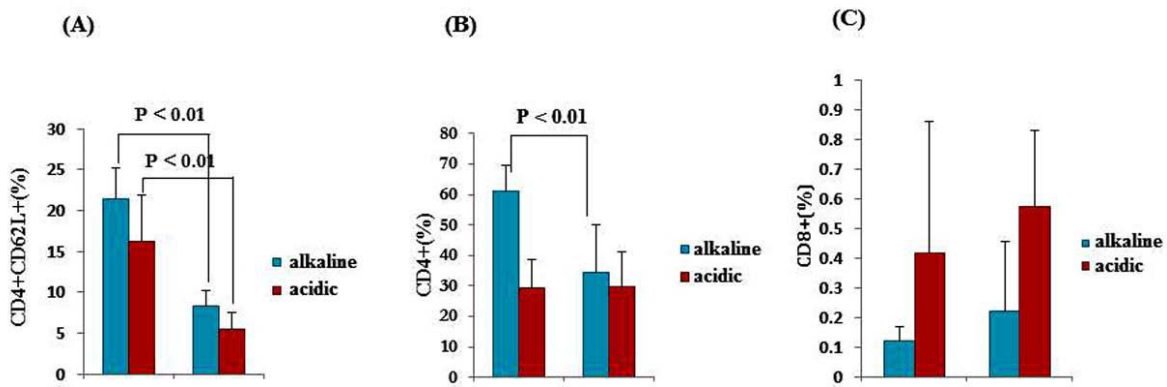 (A)
P < 0.01
P < 0.01
CD4+CD62L+(%)
30
25
20
15
10
5
0
alkaline
acidic
(B)
P < 0.01
CD4+(%)
80
70
60
50
40
30
20
10
0
alkaline
acidic
(C)
CD8+(%)
1
0.9
0.8
0.7
0.6
0.5
0.4
0.3
0.2
0.1
0
alkaline
acidic